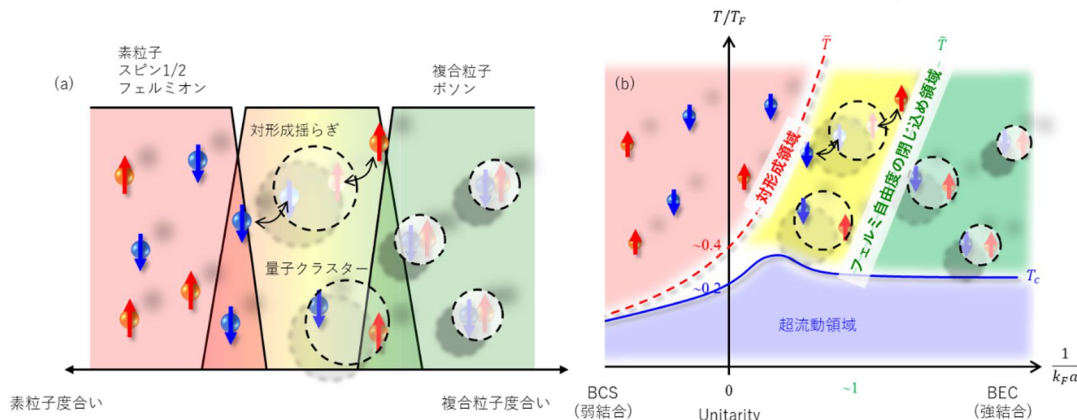 (a)
素粒子
スピン1/2
フェルミオン
複合粒子
ボソン
対形成揺らぎ
量子クラスター
素粒子度合い
複合粒子度合い
(b)
T/T_F
T̄
T̃
対形成領域
フェルミ自由度の閉じ込め領域
~0.4
~0.2
T_c
超流動領域
1
k_F a
BCS
(弱結合)
0
Unitarity
~1
BEC
(強結合)